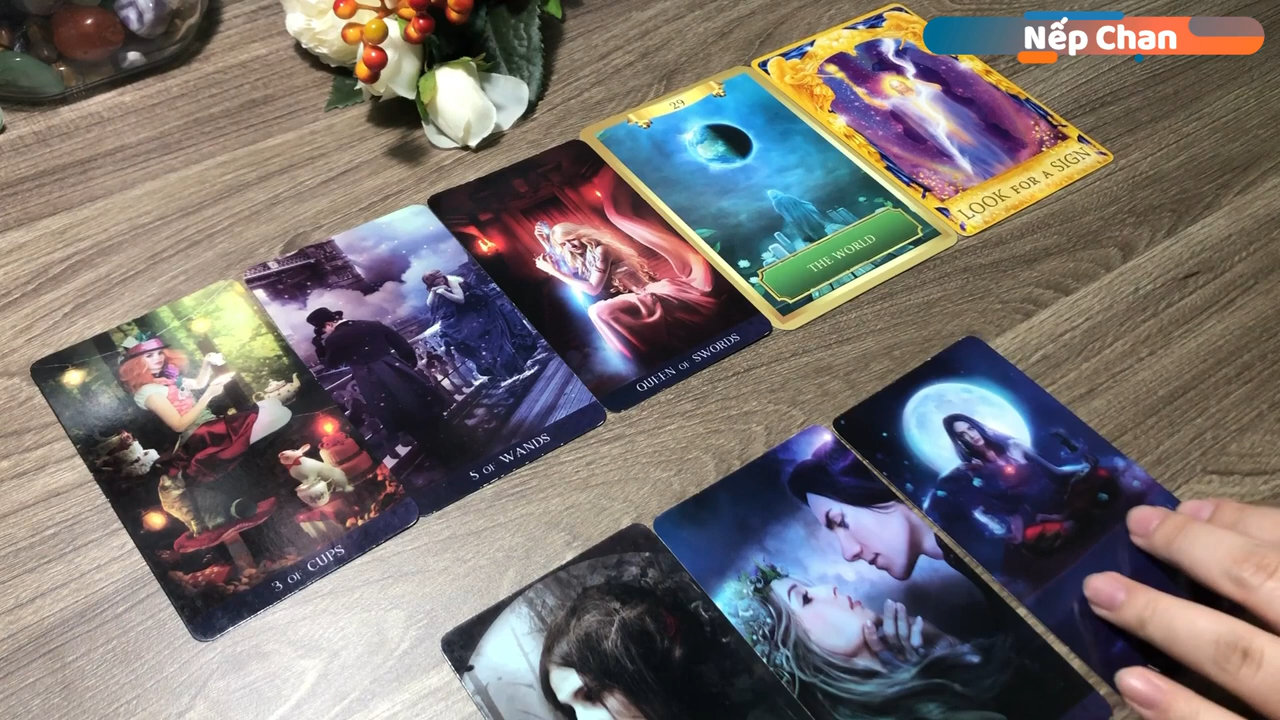 Nếp Chan
29
LOOK FOR A SIGN
THE WORLD
QUEEN OF SWORDS
5 OF WANDS
3 OF CUPS